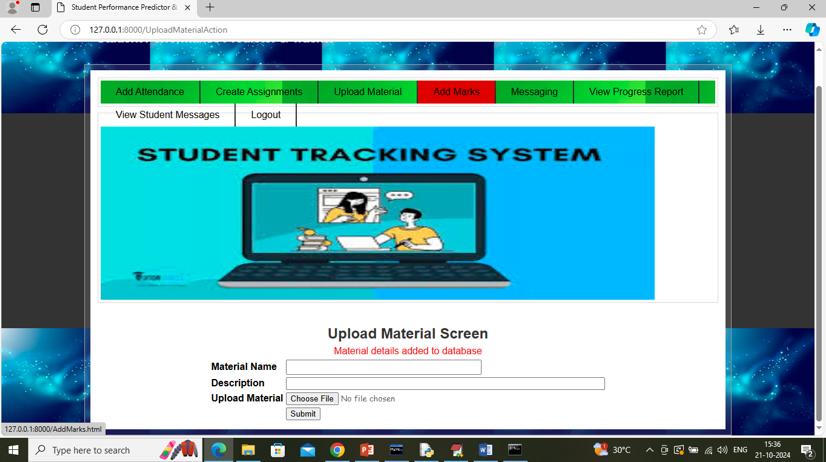 Student Performance Predictor &
127.0.0.1:8000/UploadMaterialAction
Add Attendance Create Assignments Upload Material Add Marks Messaging View Progress Report
View Student Messages Logout
STUDENT TRACKING SYSTEM
Upload Material Screen
Material details added to database
Material Name
Description
Upload Material Choose File No file chosen
Submit
127.0.0.1:8000/AddMarks.html
Type here to search
30°C
ENG
15:36
21-10-2024
2